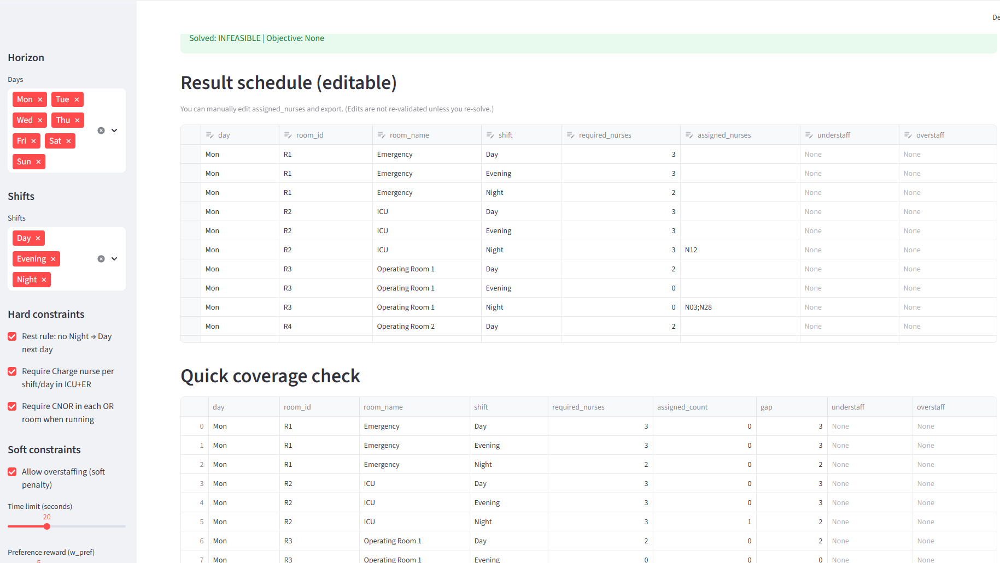 De
Solved: INFEASIBLE | Objective: None
Horizon
Days
Mon × Tue ×
Wed × Thu ×
Fri × Sat ×
Sun ×
Shifts
Shifts
Day ×
Evening ×
Night ×
Hard constraints
Rest rule: no Night → Day
next day
Require Charge nurse per
shift/day in ICU+ER
Require CNOR in each OR
room when running
Soft constraints
Allow overstaffing (soft
penalty)
Time limit (seconds)
20
Preference reward (w_pref)
5
Result schedule (editable)
You can manually edit assigned_nurses and export. (Edits are not re-validated unless you re-solve.)
day room_id room_name shift required_nurses assigned_nurses understaff overstaff
Mon R1 Emergency Day 3 None None
Mon R1 Emergency Evening 3 None None
Mon R1 Emergency Night 2 None None
Mon R2 ICU Day 3 None None
Mon R2 ICU Evening 3 None None
Mon R2 ICU Night 3 N12 None None
Mon R3 Operating Room 1 Day 2 None None
Mon R3 Operating Room 1 Evening 0 None None
Mon R3 Operating Room 1 Night 0 N03;N28 None None
Mon R4 Operating Room 2 Day 2 None None
Quick coverage check
day room_id room_name shift required_nurses assigned_count gap understaff overstaff
0 Mon R1 Emergency Day 3 0 3 None None
1 Mon R1 Emergency Evening 3 0 3 None None
2 Mon R1 Emergency Night 2 0 2 None None
3 Mon R2 ICU Day 3 0 3 None None
4 Mon R2 ICU Evening 3 0 3 None None
5 Mon R2 ICU Night 3 1 2 None None
6 Mon R3 Operating Room 1 Day 2 0 2 None None
7 Mon R3 Operating Room 1 Evening 0 0 0 None None